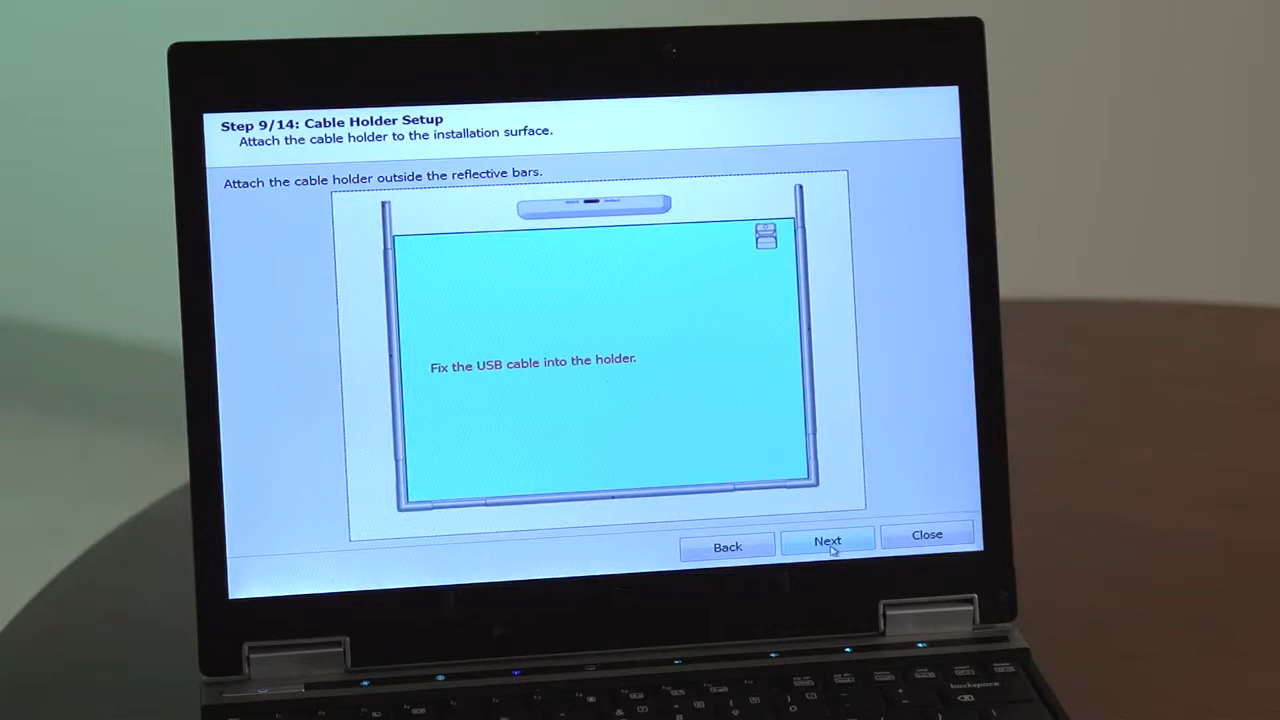 Step 9/14: Cable Holder Setup
Attach the cable holder to the installation surface.
Attach the cable holder outside the reflective bars.
Fix the USB cable into the holder.
Back
Next
Close
backspace